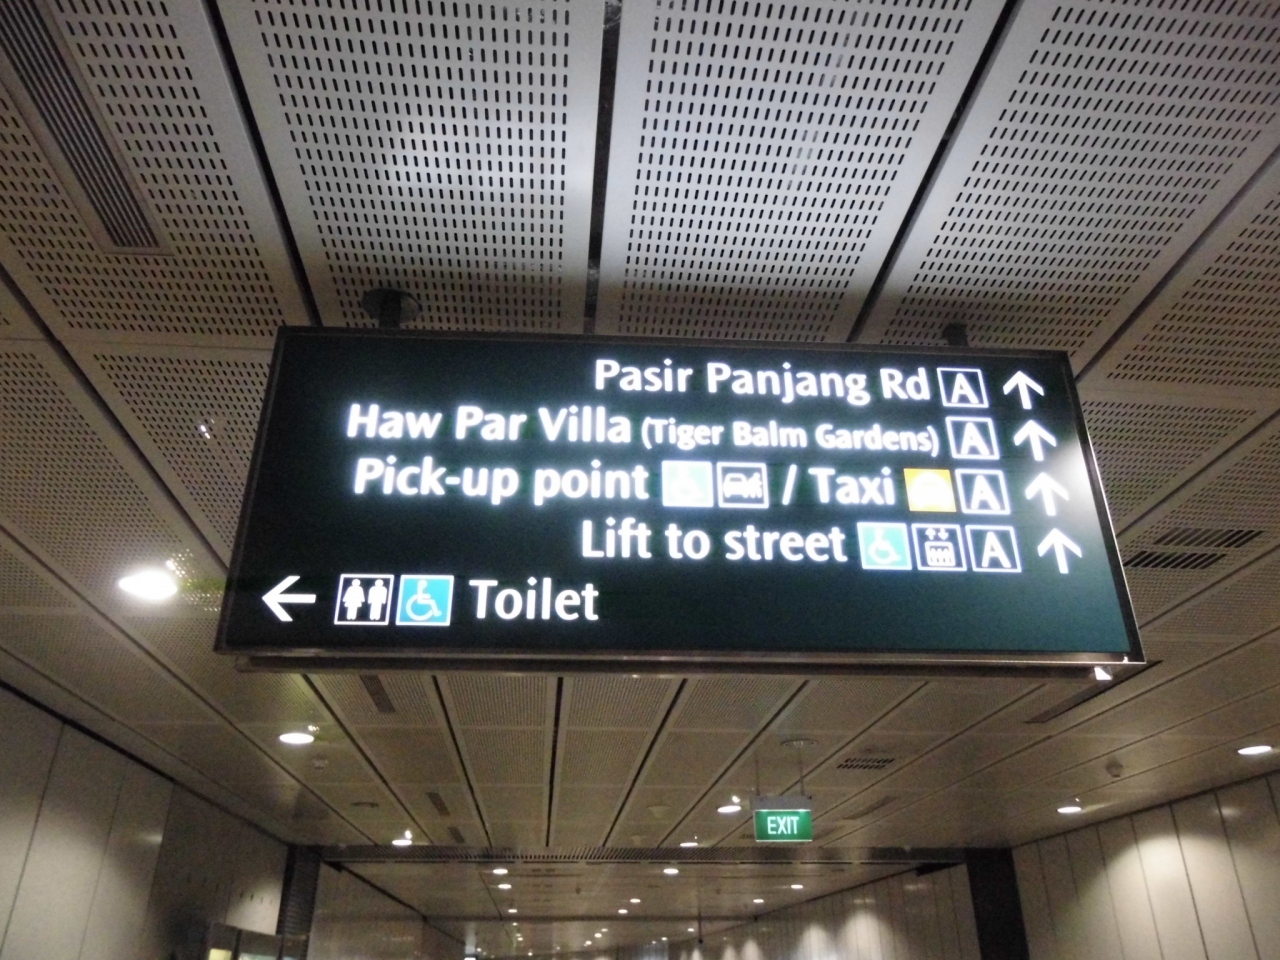 Pasir Panjang Rd A
Haw Par Villa (Tiger Balm Gardens) A
Pick-up point / Taxi A
Lift to street A
Toilet
EXIT